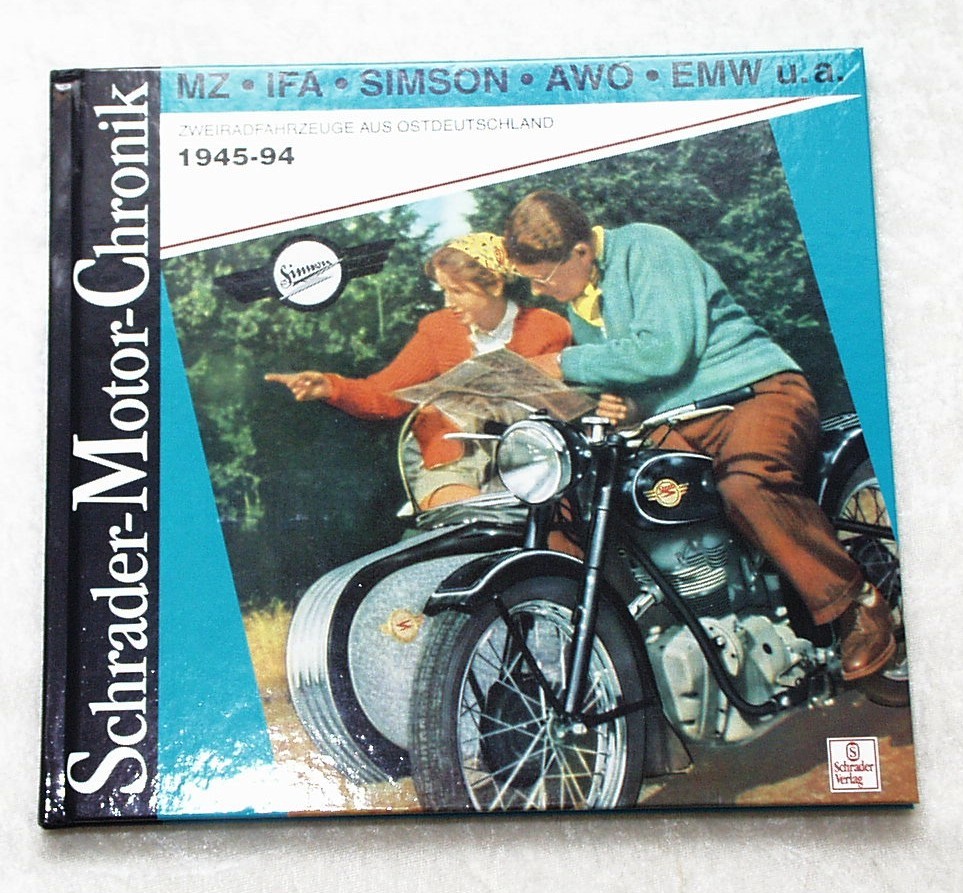 MZ • IFA • SIMSON • AWO • EMW u. a.
ZWEIRADFAHRZEUGE AUS OSTDEUTSCHLAND
1945-94
Schrader-Motor-Chronik
Simson
S
Schrader
Verlag